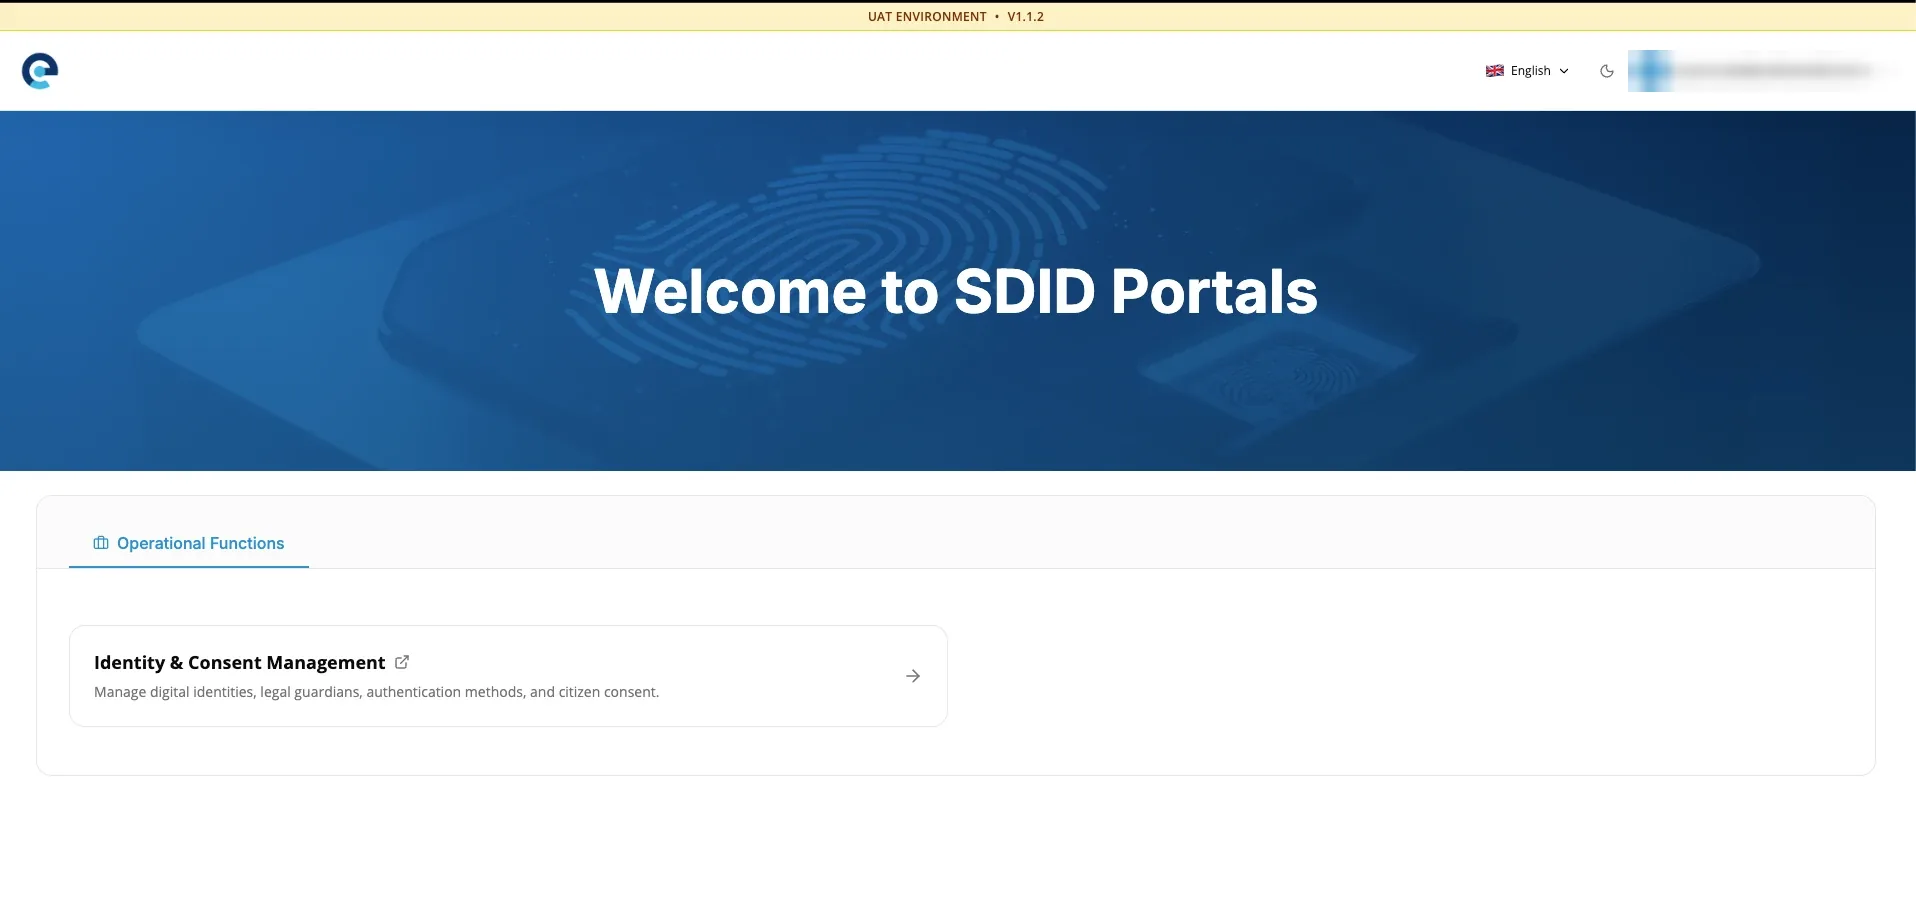 UAT ENVIRONMENT • V1.1.2
English
Welcome to SDID Portals
Operational Functions
Identity & Consent Management
Manage digital identities, legal guardians, authentication methods, and citizen consent.